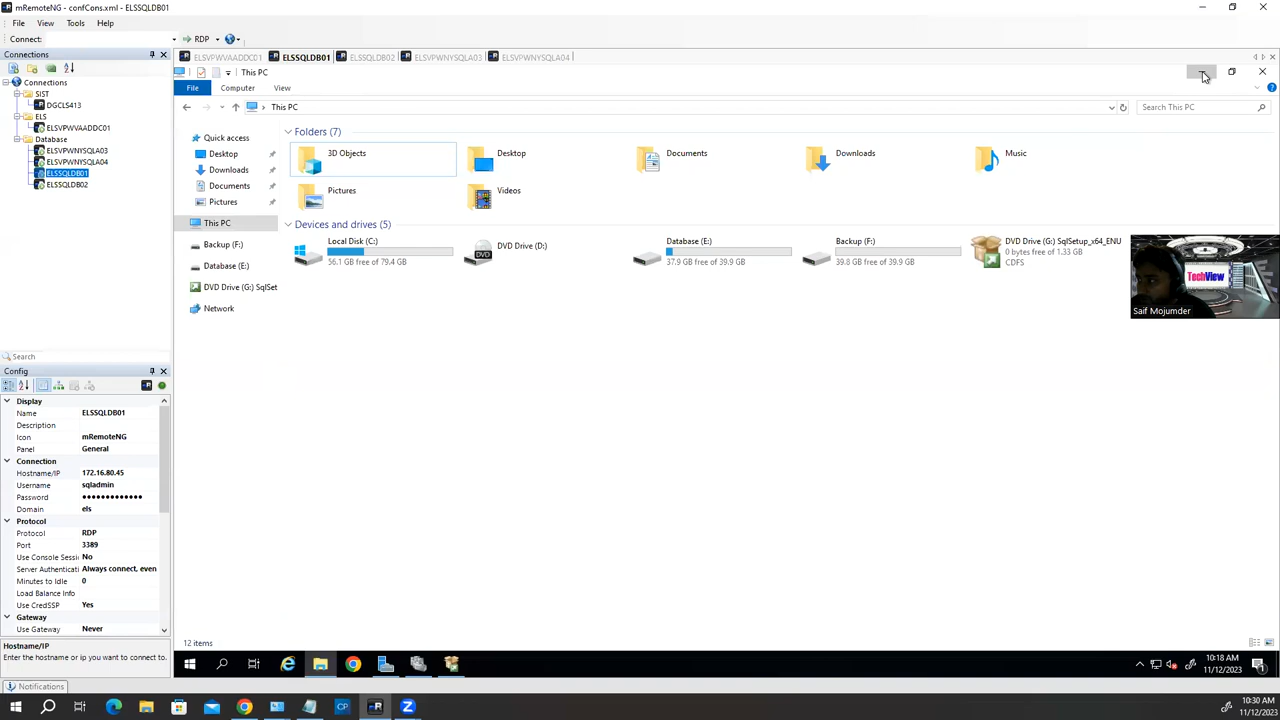 mRemoteNG - confCons.xml - ELSSQLDB01
File View Tools Help
Connect: RDP
Connections
Connections
SIST
DGCLS413
ELS
ELSVPWVAADDC01
Database
ELSVPWNYSQLA03
ELSVPWNYSQLA04
ELSSQLDB01
ELSSQLDB02
Search
Config
Display
Name ELSSQLDB01
Description
Icon mRemoteNG
Panel General
Connection
Hostname/IP 172.16.80.45
Username sqladmin
Password ●●●●●●●●●●●●●
Domain els
Protocol
Protocol RDP
Port 3389
Use Console Sessi No
Server Authentication Always connect, even
Minutes to Idle 0
Load Balance Info
Use CredSSP Yes
Gateway
Use Gateway Never
Hostname/IP
Enter the hostname or ip you want to connect to.
Notifications
ELSVPWVAADDC01 ELSSQLDB01 ELSSQLDB02 ELSVPWNYSQLA03 ELSVPWNYSQLA04
This PC
File Computer View
This PC
Search This PC
Quick access
Desktop
Downloads
Documents
Pictures
This PC
Backup (F:)
Database (E:)
DVD Drive (G:) SqlSet
Network
Folders (7)
3D Objects Desktop Documents Downloads Music
Pictures Videos
Devices and drives (5)
Local Disk (C:)
56.1 GB free of 79.4 GB
DVD Drive (D:)
DVD
Database (E:)
37.9 GB free of 39.9 GB
Backup (F:)
39.8 GB free of 39.9 GB
DVD Drive (G:) SqlSetup_x64_ENU
0 bytes free of 1.33 GB
CDFS
TechView
Saif Mojumder
12 items
10:18 AM
11/12/2023
1
CP
10:30 AM
11/12/2023